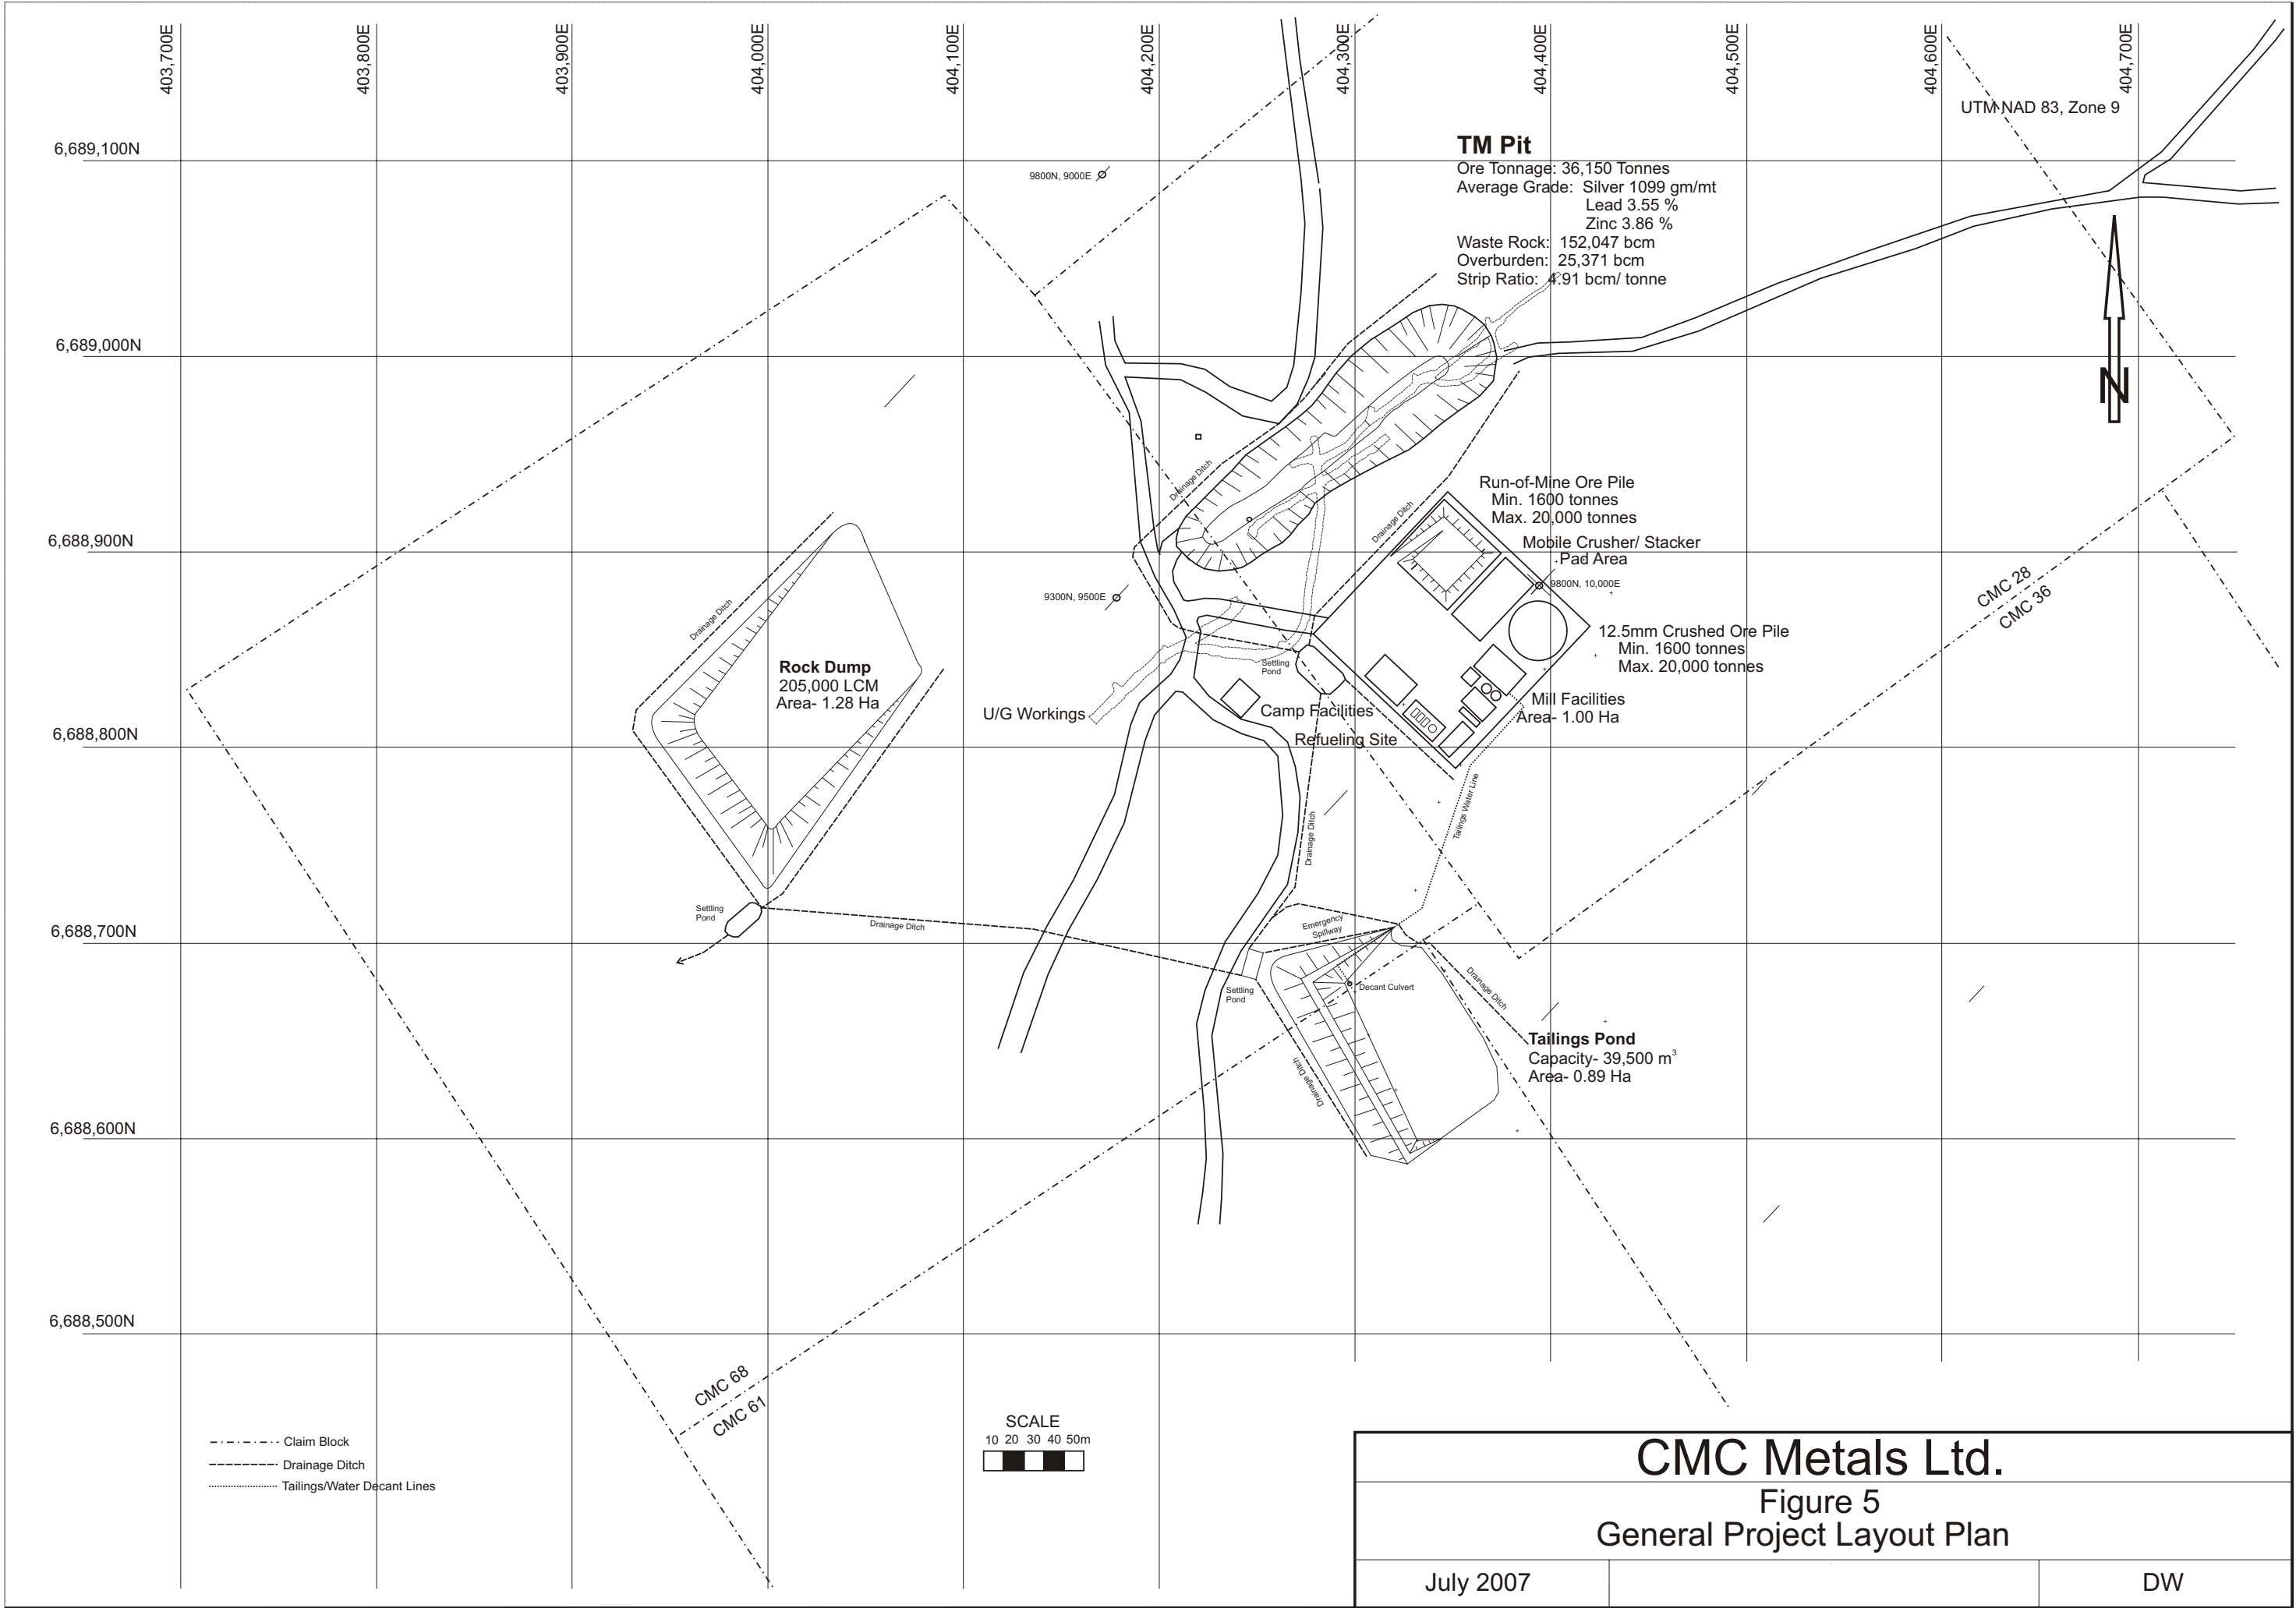 403,700E
403,800E
403,900E
404,000E
404,100E
404,200E
404,300E
404,400E
404,500E
404,600E
404,700E
UTM NAD 83, Zone 9
6,689,100N
6,689,000N
6,688,900N
6,688,800N
6,688,700N
6,688,600N
6,688,500N
9800N, 9000E
TM Pit
Ore Tonnage: 36,150 Tonnes
Average Grade: Silver 1099 gm/mt
Lead 3.55 %
Zinc 3.86 %
Waste Rock: 152,047 bcm
Overburden: 25,371 bcm
Strip Ratio: 4.91 bcm/ tonne
N
Drainage Ditch
Drainage Ditch
Run-of-Mine Ore Pile
Min. 1600 tonnes
Max. 20,000 tonnes
Mobile Crusher/ Stacker
Pad Area
9800N, 10,000E
9300N, 9500E
CMC 28
CMC 36
12.5mm Crushed Ore Pile
Min. 1600 tonnes
Max. 20,000 tonnes
Drainage Ditch
Rock Dump
205,000 LCM
Area- 1.28 Ha
Settling
Pond
U/G Workings
Camp Facilities
Refueling Site
Mill Facilities
Area- 1.00 Ha
Tailings Water Line
Drainage Ditch
Settling
Pond
Drainage Ditch
Emergency
Spillway
Settling
Pond
Decant Culvert
Drainage Ditch
Drainage Ditch
Tailings Pond
Capacity- 39,500 m³
Area- 0.89 Ha
CMC 68
CMC 61
Claim Block
Drainage Ditch
Tailings/Water Decant Lines
SCALE
10 20 30 40 50m
CMC Metals Ltd.
Figure 5
General Project Layout Plan
July 2007
DW